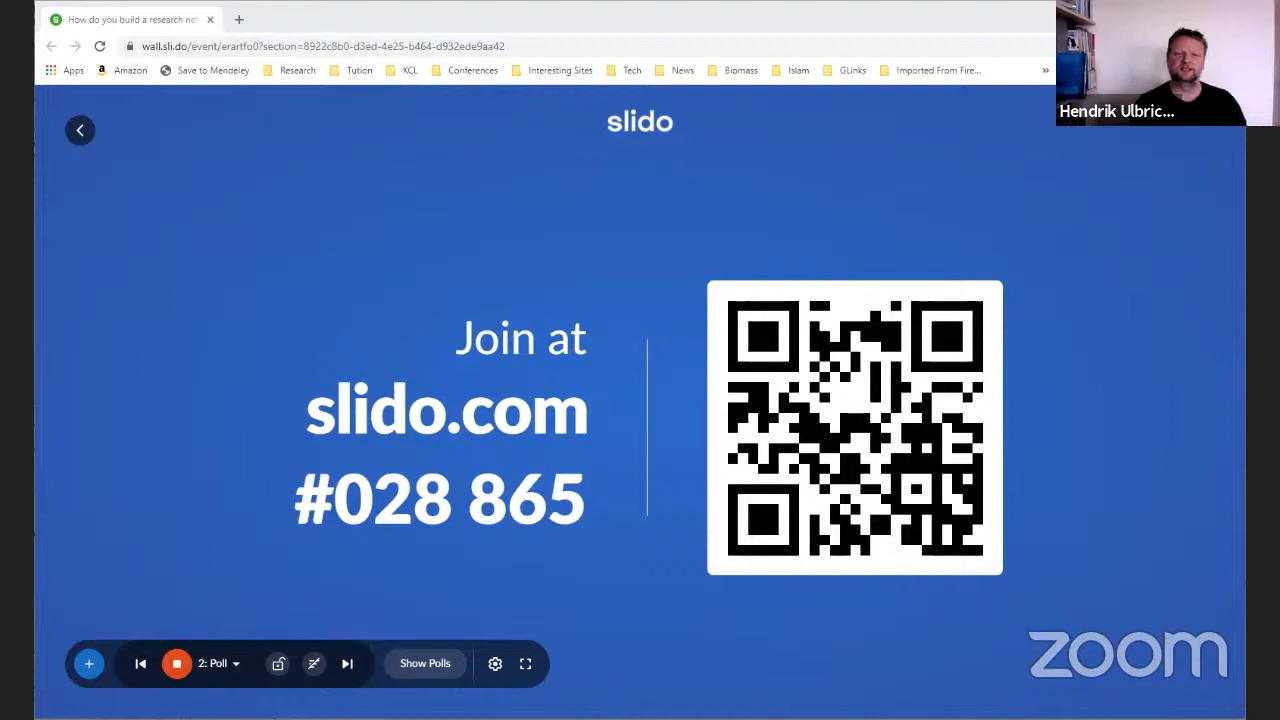 How do you build a research net
wall.sli.do/event/erartfo0?section=8922c8b0-d3ed-4e25-b464-d932ede9aa42
Apps Amazon Save to Mendeley Research Tution KCL Conferences Interesting Sites Tech News Biomass Islam GLinks Imported From Fire... »
Hendrik Ulbric...
slido
Join at
slido.com
#028 865
2: Poll
Show Polls
zoom